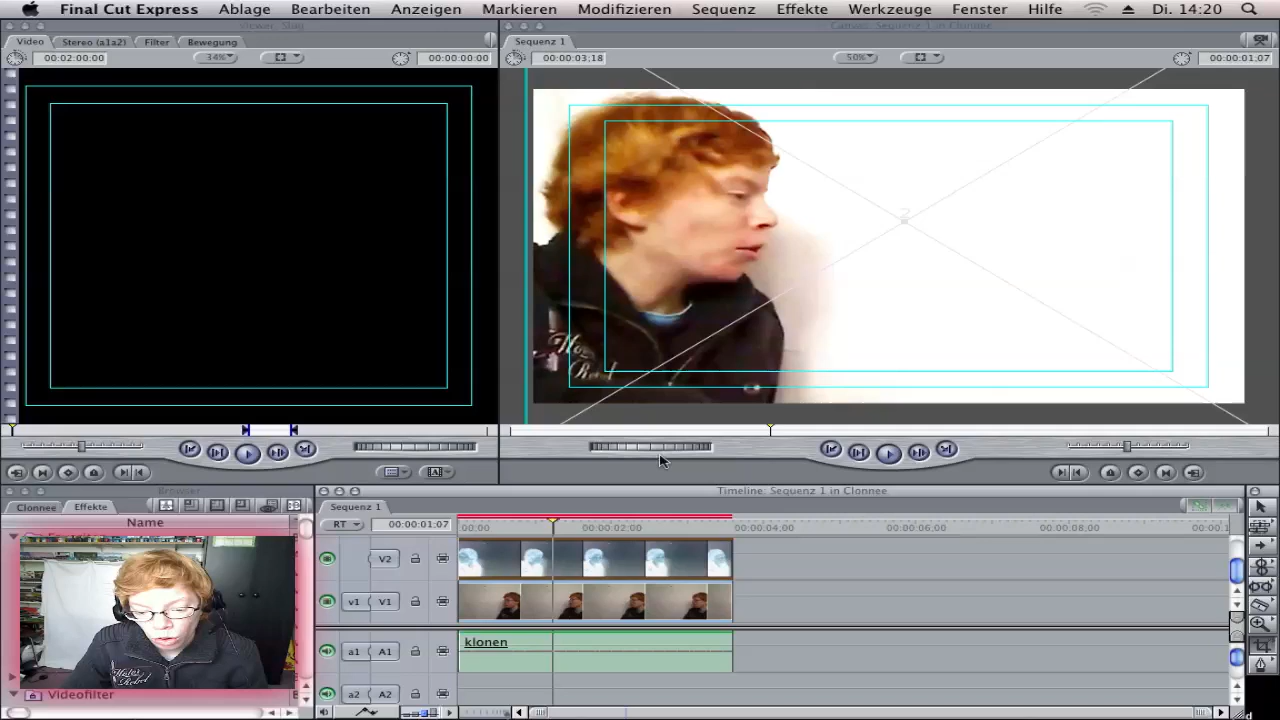 Final Cut Express Ablage Bearbeiten Anzeigen Markieren Modifizieren Sequenz Effekte Werkzeuge Fenster Hilfe Di. 14:20
Viewer: Slug
Canvas: Sequenz 1 in Clonnee
Video Stereo (a1a2) Filter Bewegung
Sequenz 1
00:00:02:00:00 34% 00:00:00:00
00:00:03;18 50% 00:00:01;07
2
Browser
Timeline: Sequenz 1 in Clonnee
Clonnee Effekte
Sequenz 1
Name
RT 00:00:01;07 00:00 00:00:02:00 00:00:04;00 00:00:06;00 00:00:08;00
V2
v1 V1
klonen
a1 A1
a2 A2
Videofilter